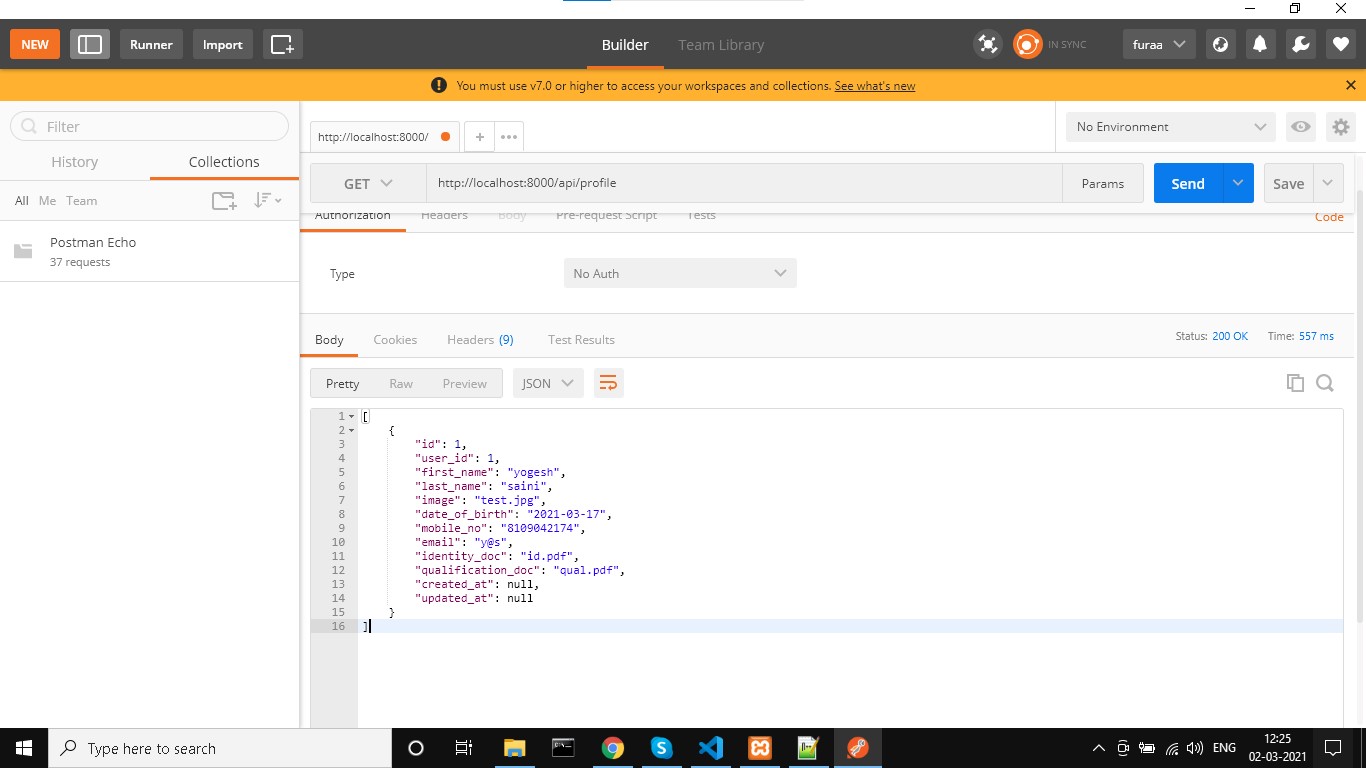 NEW
Runner
Import
Builder
Team Library
IN SYNC
furaa
You must use v7.0 or higher to access your workspaces and collections. See what's new
Filter
History
Collections
All Me Team
Postman Echo
37 requests
http://localhost:8000/
No Environment
GET
http://localhost:8000/api/profile
Params
Send
Save
Authorization
Headers
Body
Pre-request Script
Tests
Code
Type
No Auth
Body
Cookies
Headers (9)
Test Results
Status: 200 OK
Time: 557 ms
Pretty
Raw
Preview
JSON
1 [
2 {
3 "id": 1,
4 "user_id": 1,
5 "first_name": "yogesh",
6 "last_name": "saini",
7 "image": "test.jpg",
8 "date_of_birth": "2021-03-17",
9 "mobile_no": "8109042174",
10 "email": "y@s",
11 "identity_doc": "id.pdf",
12 "qualification_doc": "qual.pdf",
13 "created_at": null,
14 "updated_at": null
15 }
16 ]
Type here to search
ENG
12:25
02-03-2021